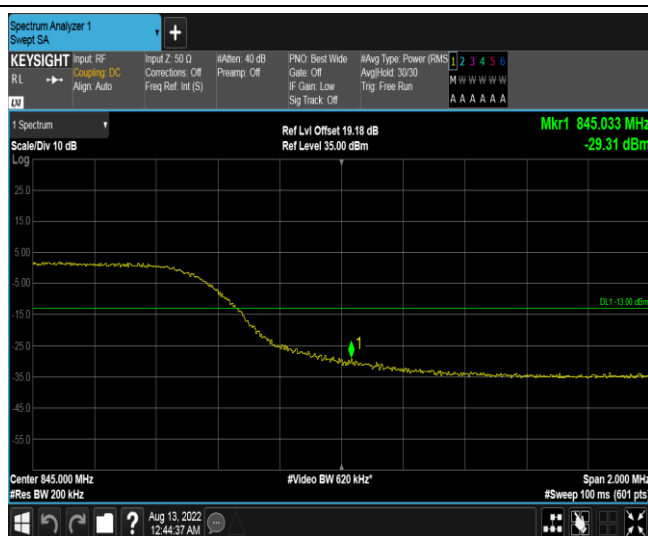 Spectrum Analyzer 1
Swept SA
+
KEYSIGHT Input: RF Input Z: 50 Ω #Atten: 40 dB PNO: Best Wide #Avg Type: Power (RMS 1 2 3 4 5 6
RL Coupling: DC Corrections: Off Preamp: Off Gate: Off Avg|Hold: 30/30 M W W W W W
Align: Auto Freq Ref: Int (S) IF Gain: Low Trig: Free Run
Sig Track: Off A A A A A A
LXI
1 Spectrum Ref Lvl Offset 19.18 dB Mkr1 845.033 MHz
Scale/Div 10 dB Ref Level 35.00 dBm -29.31 dBm
Log
25.0
15.0
5.00
-5.00
DL1 -13.00 dBm
-15.0
-25.0
1
-35.0
-45.0
-55.0
Center 845.000 MHz #Video BW 620 kHz* Span 2.000 MHz
#Res BW 200 kHz #Sweep 100 ms (601 pts)
? Aug 13, 2022
12:44:37 AM